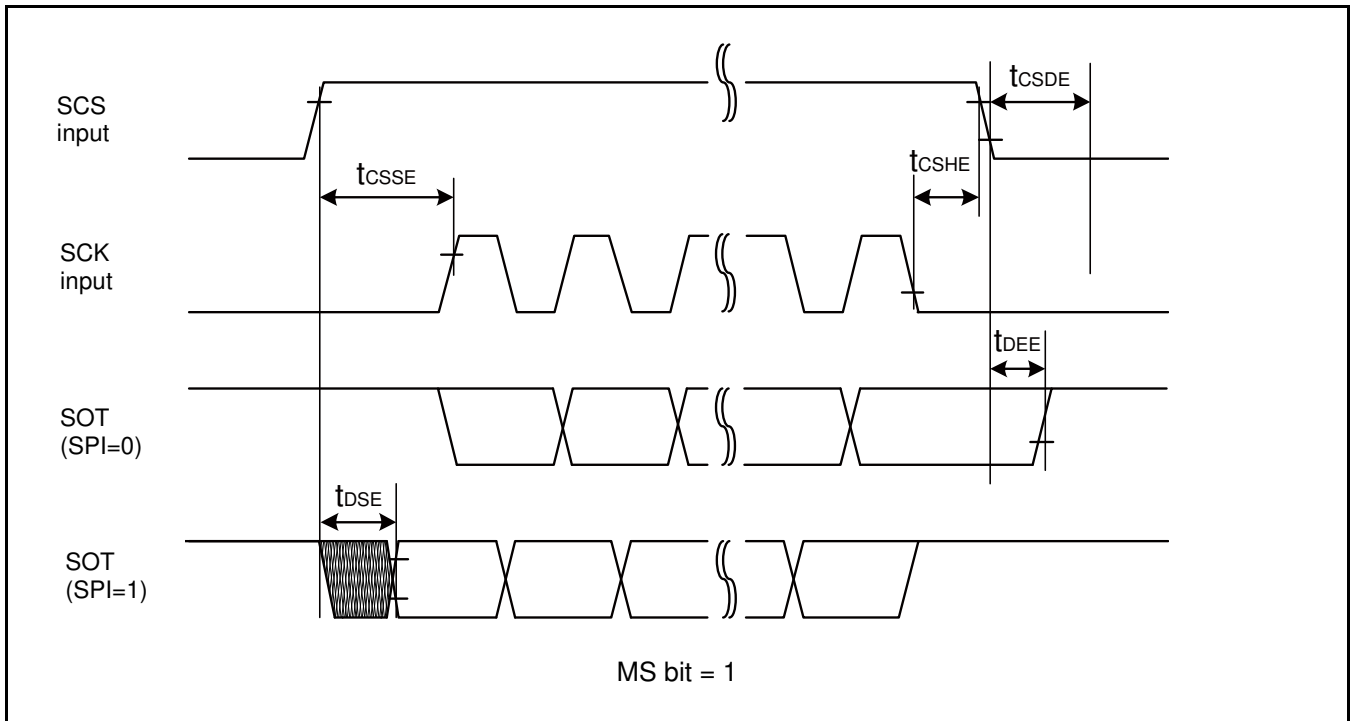 SCS
input
tCSDE
tCSHE
tCSSE
SCK
input
tDEE
SOT
(SPI=0)
tDSE
SOT
(SPI=1)
MS bit = 1